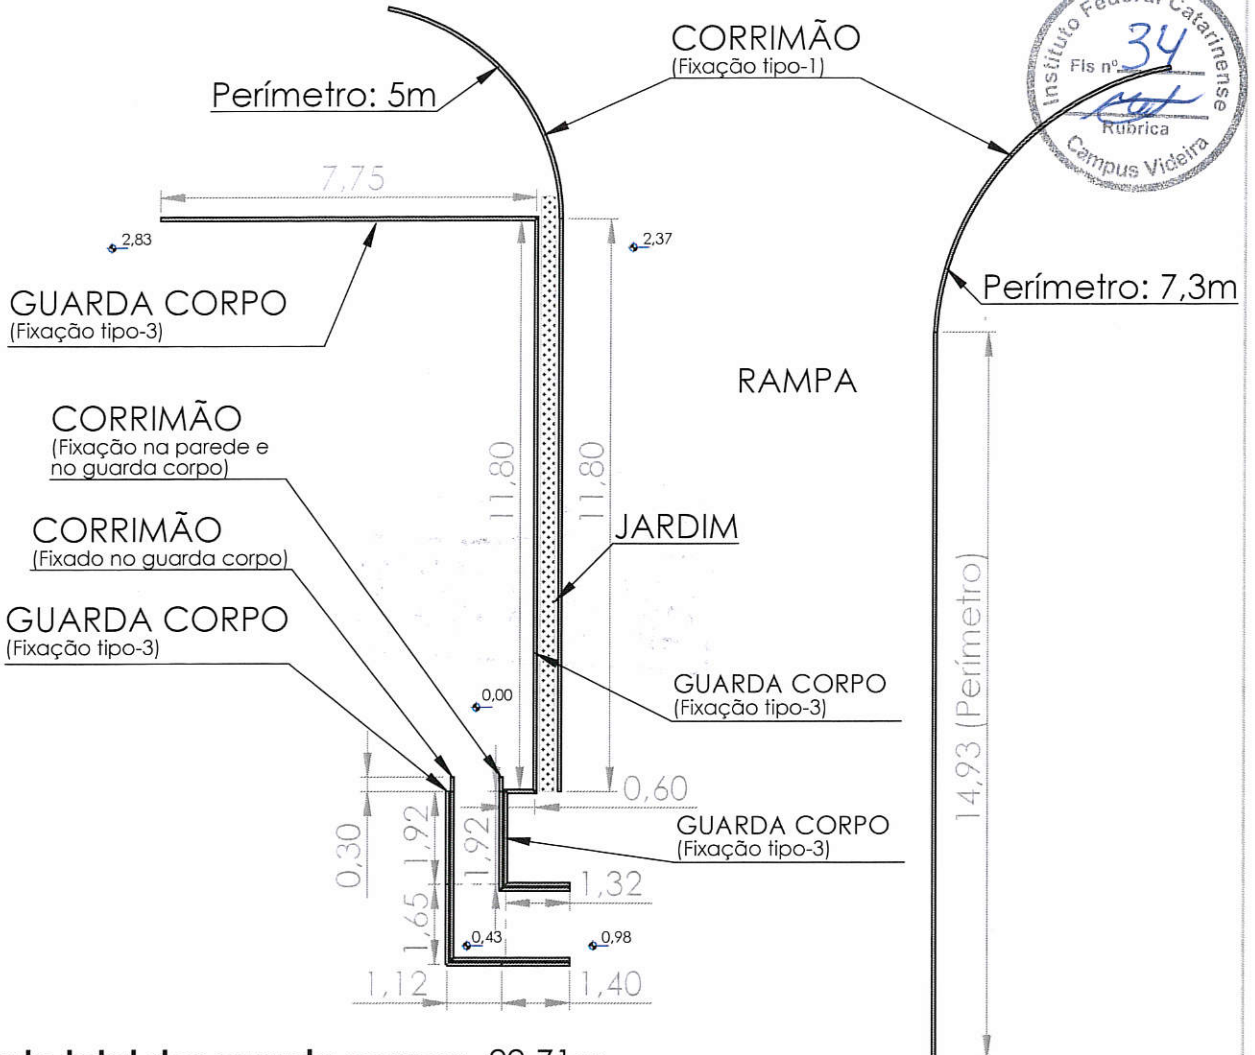 Instituto Federal Catarinense
Fls nº 34
Rubrica
Campus Videira
CORRIMÃO
(Fixação tipo-1)
Perímetro: 5m
7,75
2,83
2,37
GUARDA CORPO
(Fixação tipo-3)
Perímetro: 7,3m
RAMPA
CORRIMÃO
(Fixação na parede e
no guarda corpo)
11,80
11,80
CORRIMÃO
(Fixado no guarda corpo)
JARDIM
GUARDA CORPO
(Fixação tipo-3)
GUARDA CORPO
(Fixação tipo-3)
0,00
14,93 (Perímetro)
0,60
0,30
1,92
1,92
GUARDA CORPO
(Fixação tipo-3)
1,32
1,65
0,43
0,98
1,12
1,40